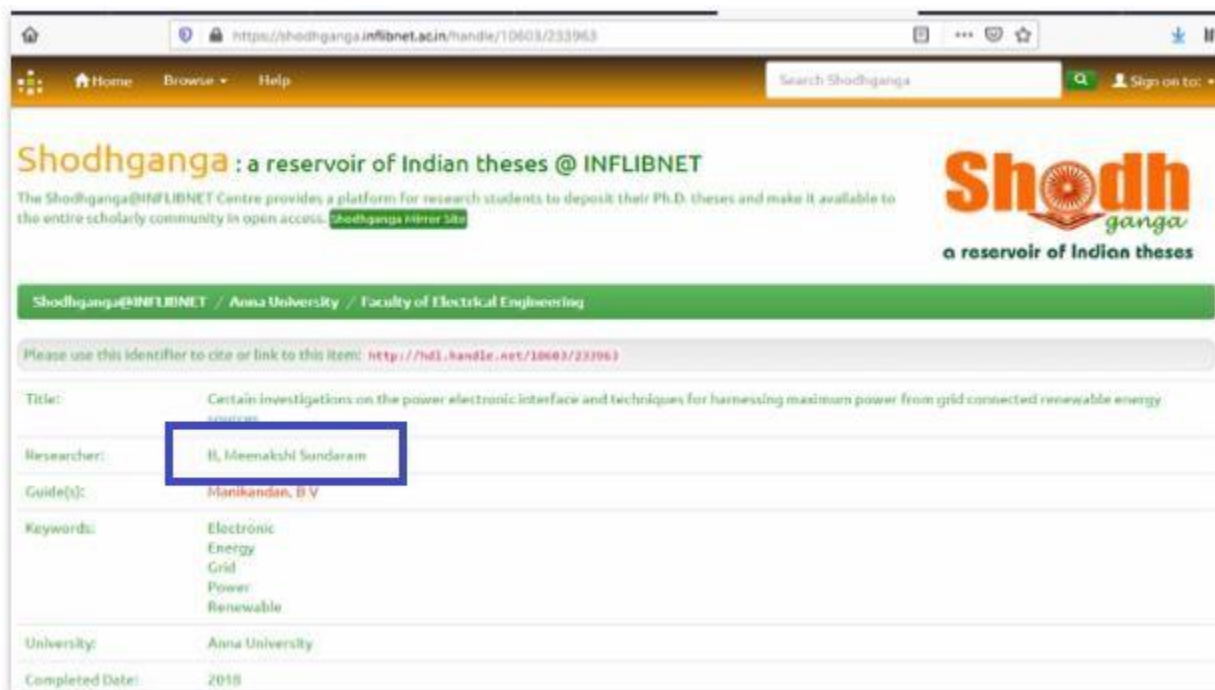 https://shodhganga.inflibnet.ac.in/handle/10603/233963
Home Browse Help Search Shodhganga Sign on to:
Shodhganga : a reservoir of Indian theses @ INFLIBNET
The Shodhganga@INFLIBNET Centre provides a platform for research students to deposit their Ph.D. theses and make it available to
the entire scholarly community in open access. Shodhganga Mirror Site
Shodh
ganga
a reservoir of Indian theses
Shodhganga@INFLIBNET / Anna University / Faculty of Electrical Engineering
Please use this identifier to cite or link to this item: http://hdl.handle.net/10603/233963
Title: Certain investigations on the power electronic interface and techniques for harnessing maximum power from grid connected renewable energy
sources
Researcher: Meenakshi Sundaram
Guide(s): Manikandan, B V
Keywords: Electronic
Energy
Grid
Power
Renewable
University: Anna University
Completed Date: 2018